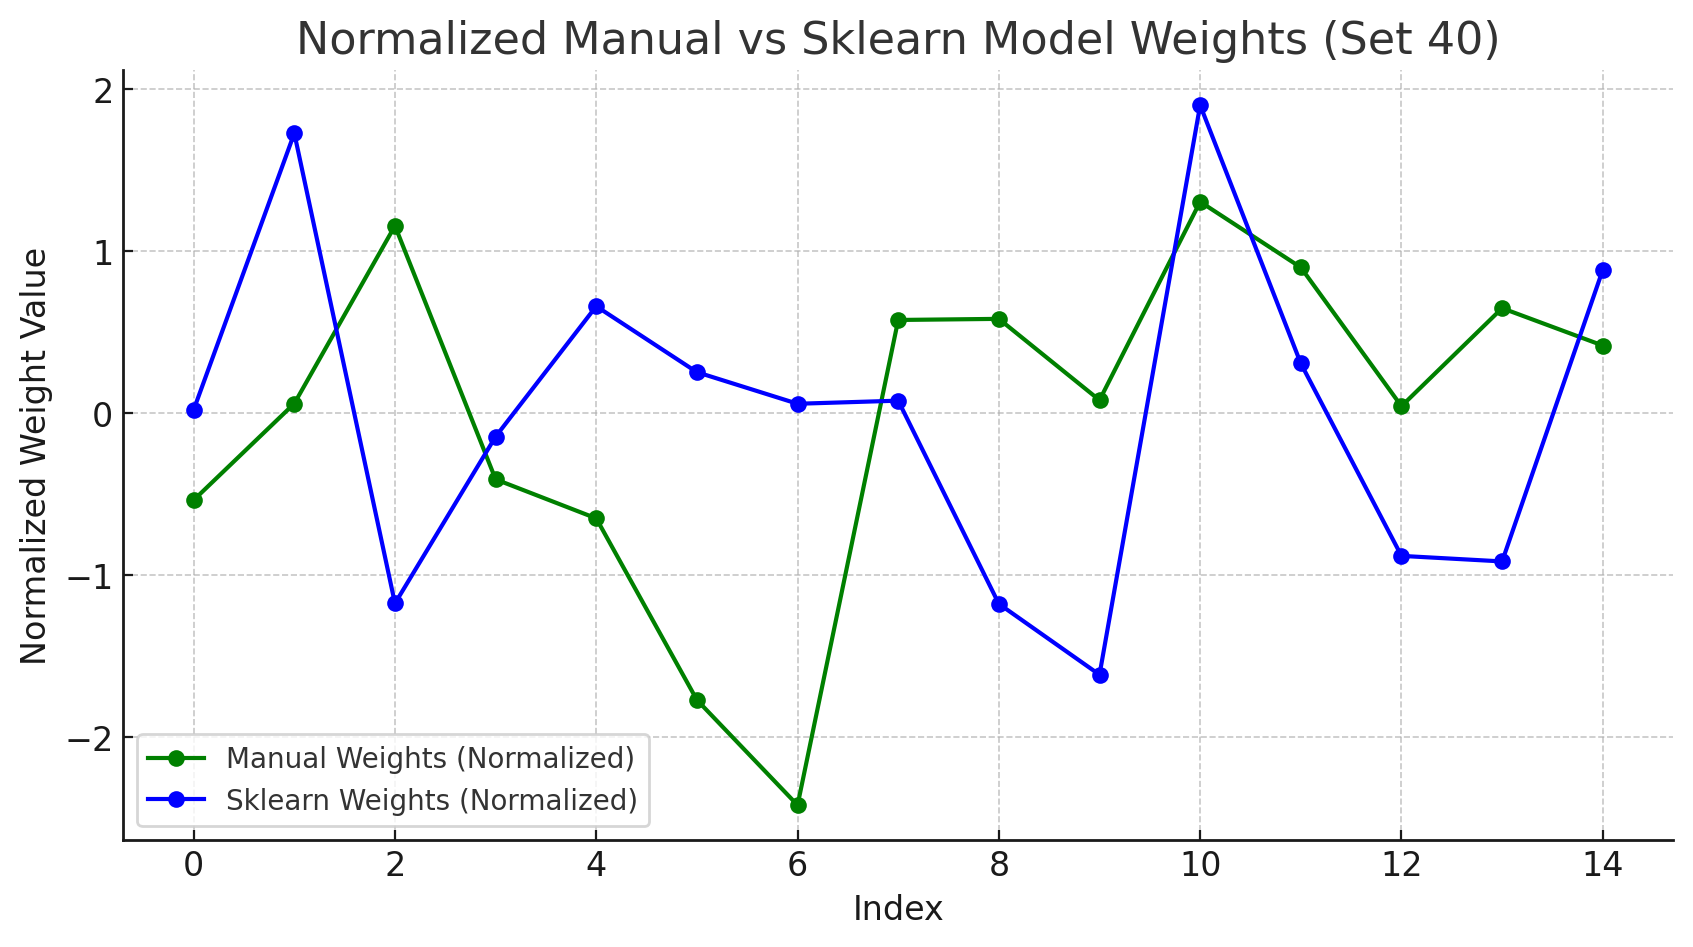 Normalized Manual vs Sklearn Model Weights (Set 40)
Normalized Weight Value
2
1
0
−1
−2
Manual Weights (Normalized)
Sklearn Weights (Normalized)
0 2 4 6 8 10 12 14
Index